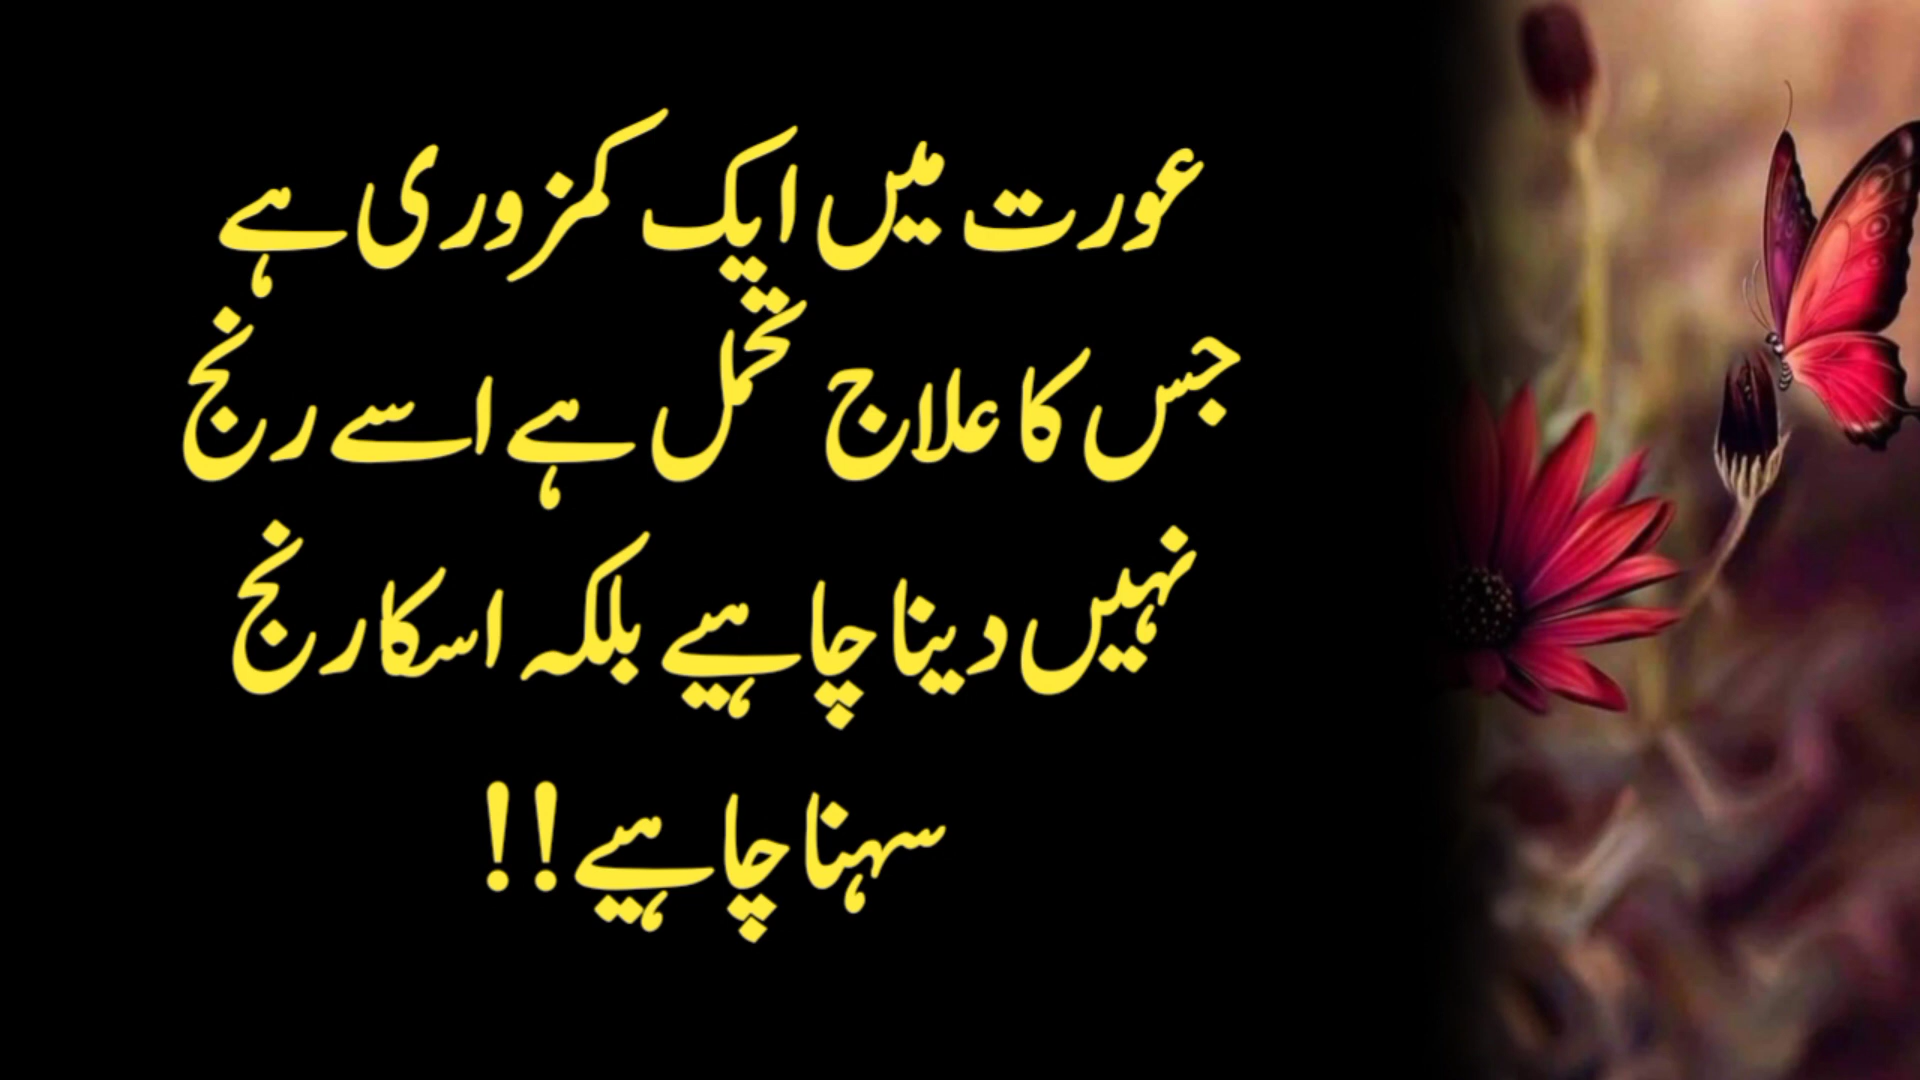 عورت میں ایک کمزوری ہے
جس کا علاج تحمل ہے اسے رنج
نہیں دینا چاہیے بلکہ اسکا رنج
سہنا چاہیے!!